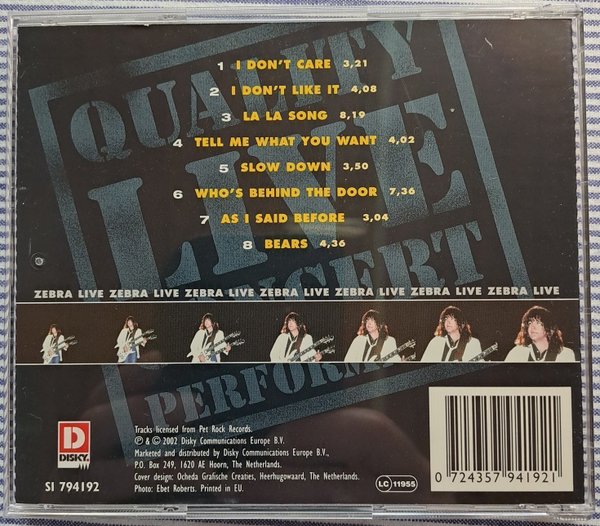 QUALITY
LIVE
CONCERT
PERFORM
1 I DON'T CARE 3,21
2 I DON'T LIKE IT 4,08
3 LA LA SONG 8,19
4 TELL ME WHAT YOU WANT 4,02
5 SLOW DOWN 3,50
6 WHO'S BEHIND THE DOOR 7,36
7 AS I SAID BEFORE 3,04
8 BEARS 4,36
ZEBRA LIVE ZEBRA LIVE ZEBRA LIVE ZEBRA LIVE ZEBRA LIVE ZEBRA LIVE ZEBRA LIVE
D
DISKY
SI 794192
Tracks licensed from Pet Rock Records.
℗ & © 2002 Disky Communications Europe B.V.
Marketed and distributed by Disky Communications Europe B.V.,
P.O. Box 249, 1620 AE Hoorn, The Netherlands.
Cover design: Ocheda Grafische Creaties, Heerhugowaard, The Netherlands.
Photo: Ebet Roberts. Printed in EU.
LC 11955
0 724357 941921